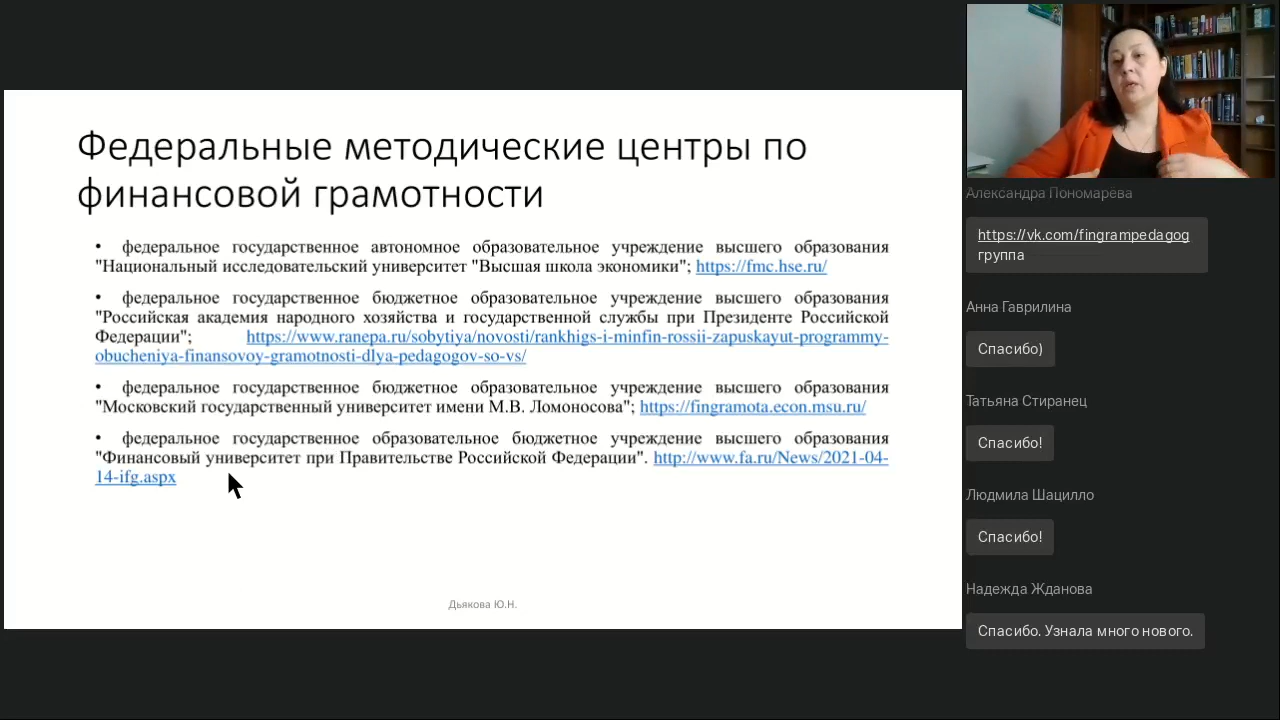 Федеральные методические центры по
финансовой грамотности
• федеральное государственное автономное образовательное учреждение высшего образования
"Национальный исследовательский университет "Высшая школа экономики"; https://fmc.hse.ru/
• федеральное государственное бюджетное образовательное учреждение высшего образования
"Российская академия народного хозяйства и государственной службы при Президенте Российской
Федерации"; https://www.ranepa.ru/sobytiya/novosti/rankhigs-i-minfin-rossii-zapuskayut-programmy-
obucheniya-finansovoy-gramotnosti-dlya-pedagogov-so-vs/
• федеральное государственное бюджетное образовательное учреждение высшего образования
"Московский государственный университет имени М.В. Ломоносова"; https://fingramota.econ.msu.ru/
• федеральное государственное образовательное бюджетное учреждение высшего образования
"Финансовый университет при Правительстве Российской Федерации". http://www.fa.ru/News/2021-04-
14-ifg.aspx
Дьякова Ю.Н.
Александра Пономарёва
https://vk.com/fingrampedagog
группа
Анна Гаврилина
Спасибо)
Татьяна Стиранец
Спасибо!
Людмила Шацилло
Спасибо!
Надежда Жданова
Спасибо. Узнала много нового.